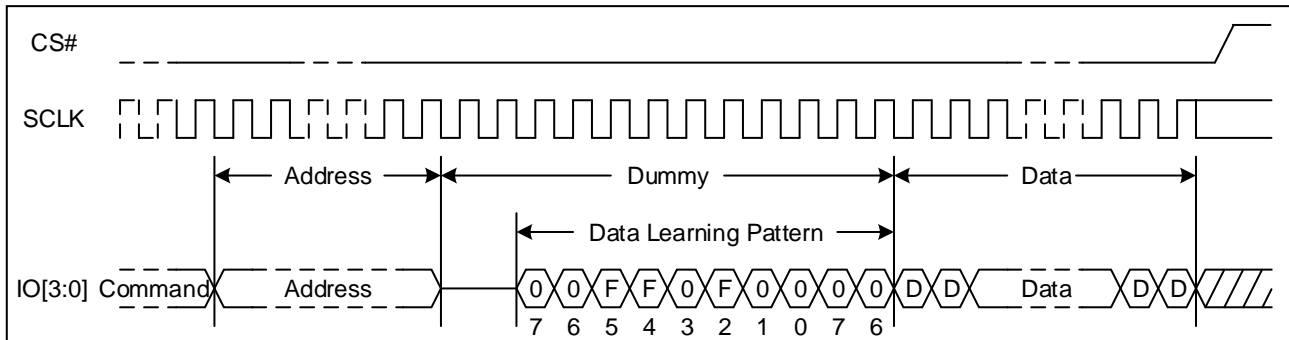 CS#
SCLK
Address Dummy Data
Data Learning Pattern
IO[3:0] Command Address 0 0 F F 0 F 0 0 0 0 D D Data D D
7 6 5 4 3 2 1 0 7 6